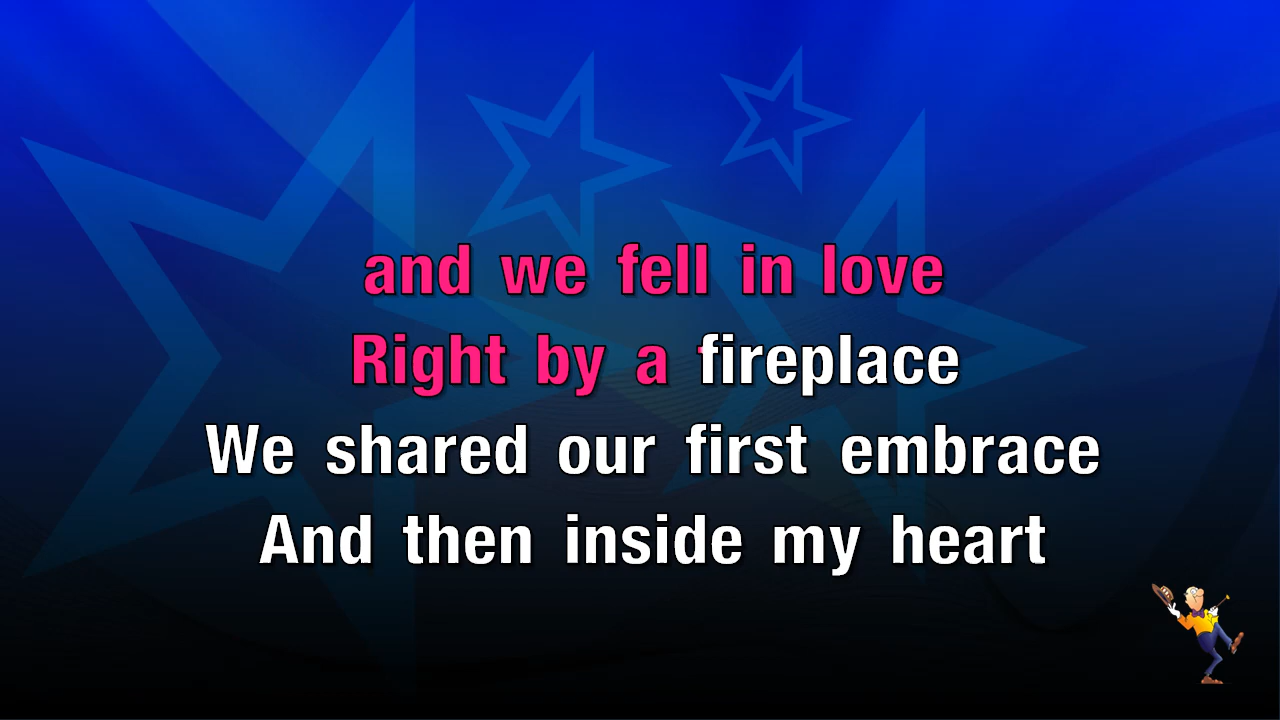 and we fell in love
Right by a fireplace
We shared our first embrace
And then inside my heart